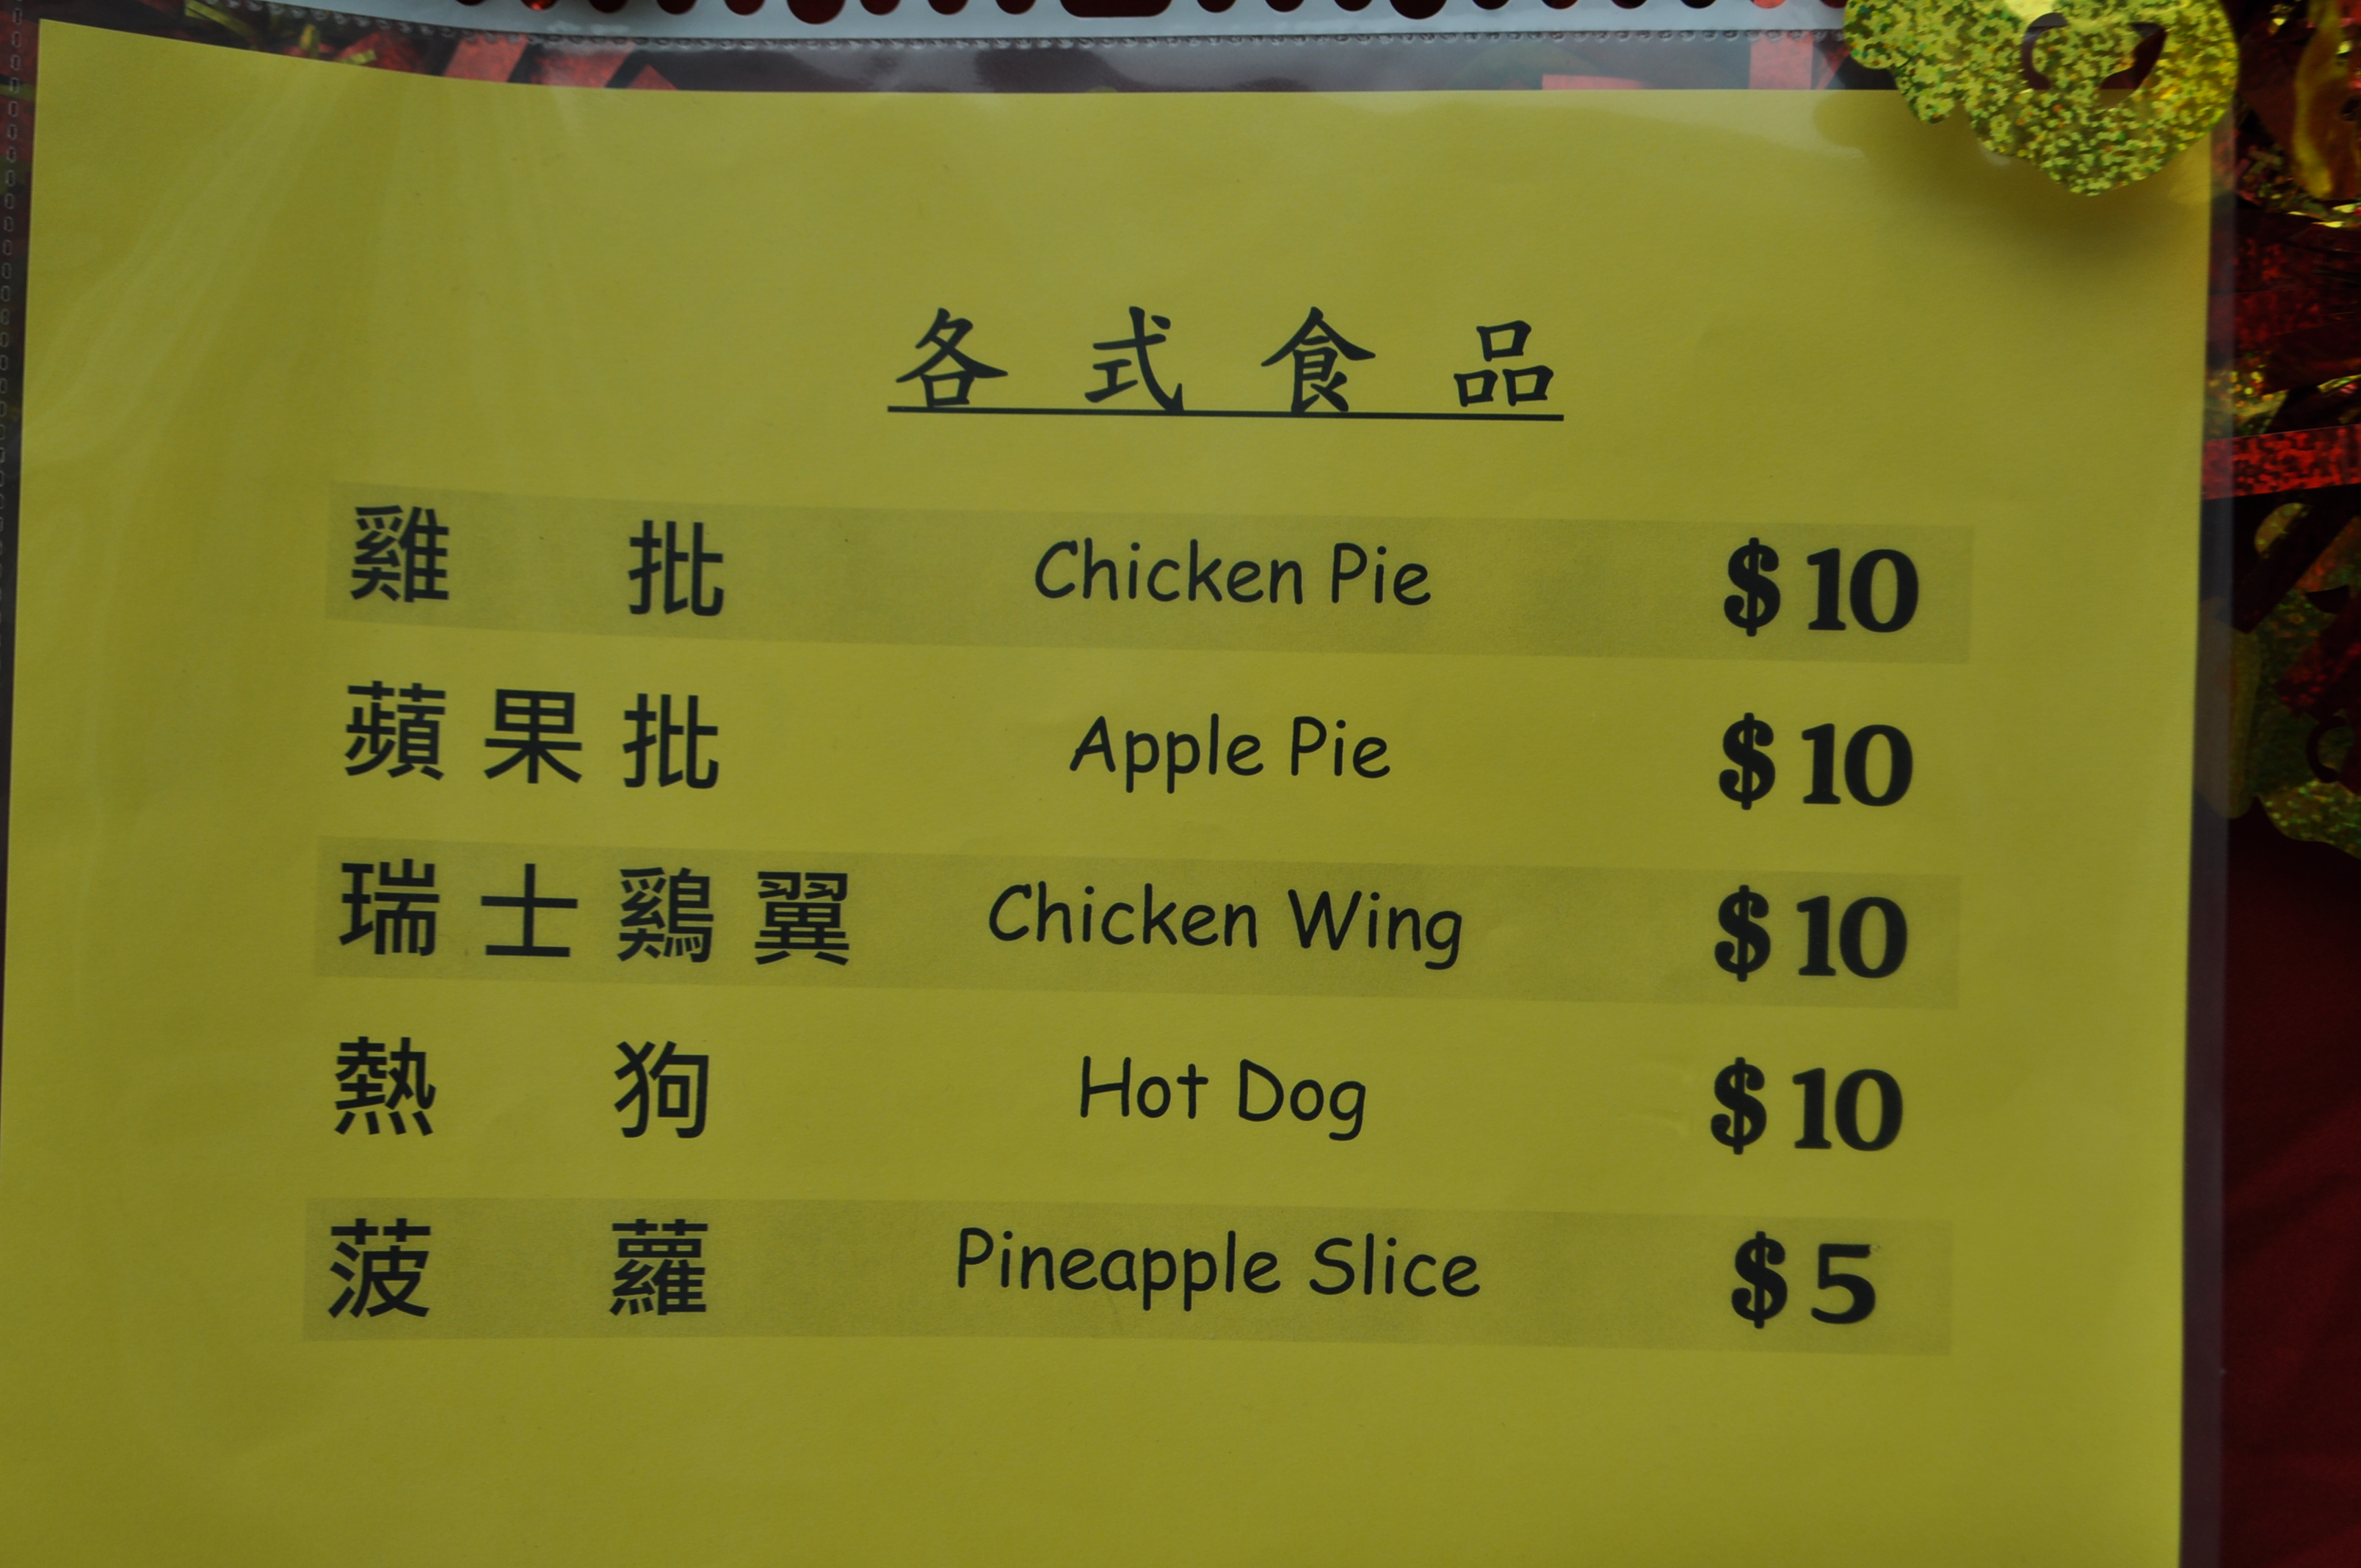 各式食品
雞批 Chicken Pie $10
蘋果批 Apple Pie $10
瑞士鷄翼 Chicken Wing $10
熱狗 Hot Dog $10
菠蘿 Pineapple Slice $5